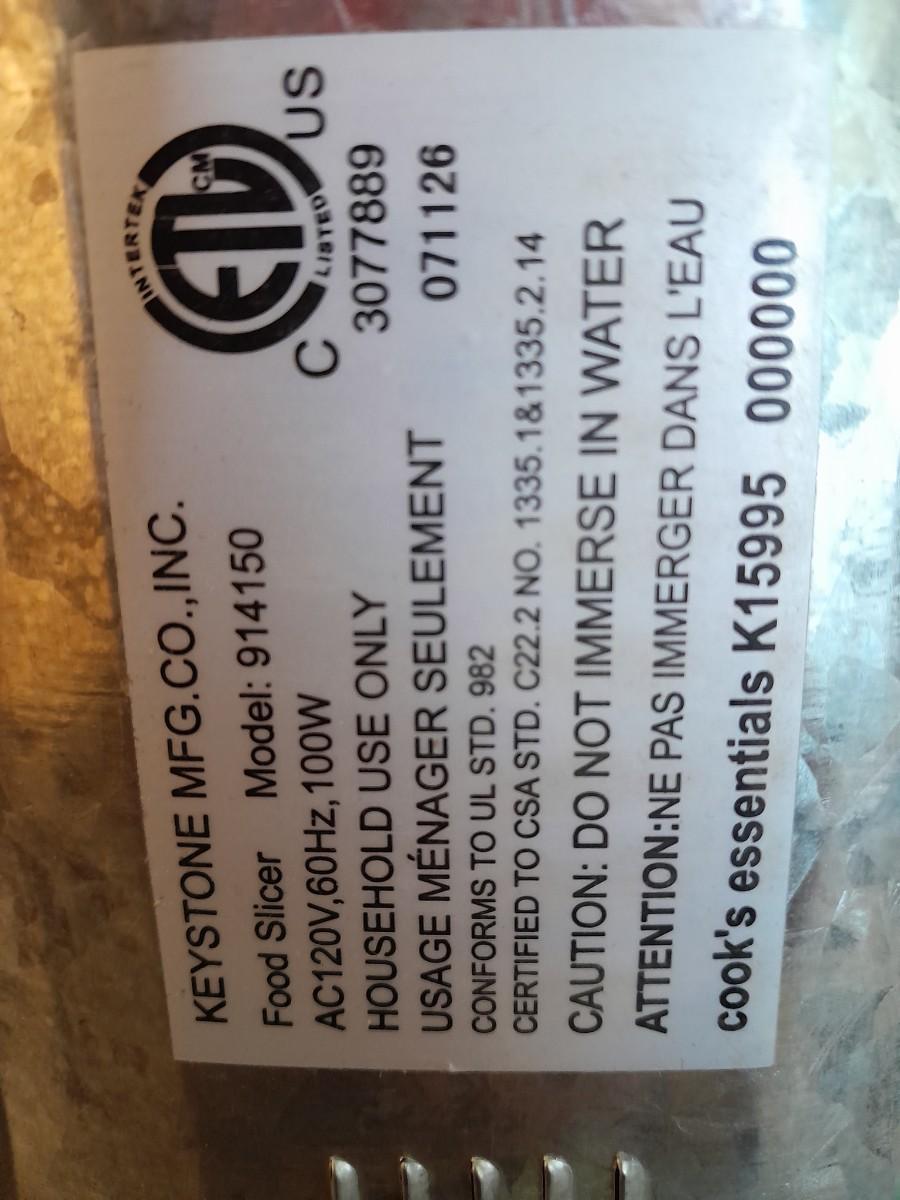 KEYSTONE MFG.CO.,INC.
Food Slicer Model: 914150
AC120V,60Hz,100W
HOUSEHOLD USE ONLY
USAGE MÉNAGER SEULEMENT
CONFORMS TO UL STD. 982
CERTIFIED TO CSA STD. C22.2 NO. 1335.1&1335.2.14
CAUTION: DO NOT IMMERSE IN WATER
ATTENTION:NE PAS IMMERGER DANS L'EAU
cook's essentials K15995 000000
INTERTEK
ETL CM
LISTED
C US
3077889
071126